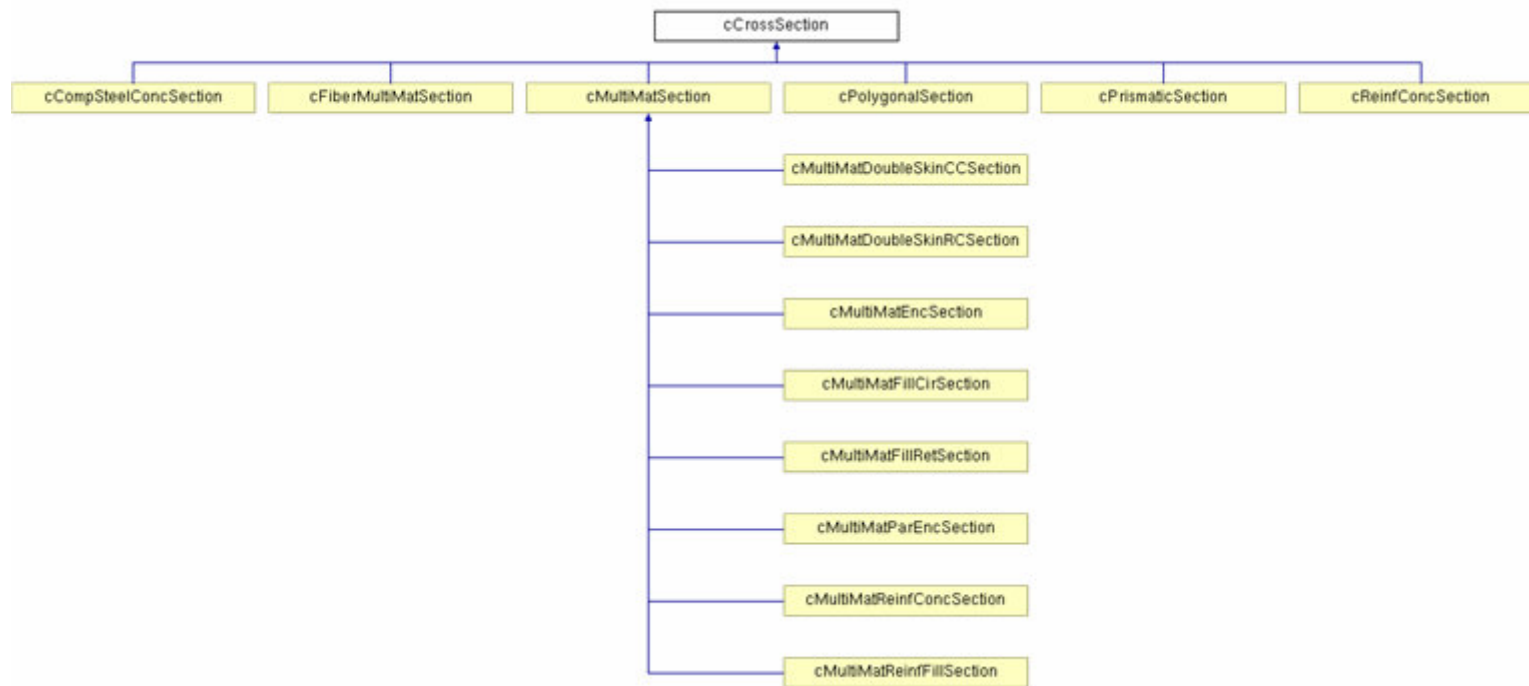 cCrossSection
cCompSteelConcSection
cFiberMultiMatSection
cMultiMatSection
cPolygonalSection
cPrismaticSection
cReinfConcSection
cMultiMatDoubleSkinCCSection
cMultiMatDoubleSkinRCSection
cMultiMatEncSection
cMultiMatFillCirSection
cMultiMatFillRetSection
cMultiMatParEncSection
cMultiMatReinfConcSection
cMultiMatReinfFillSection